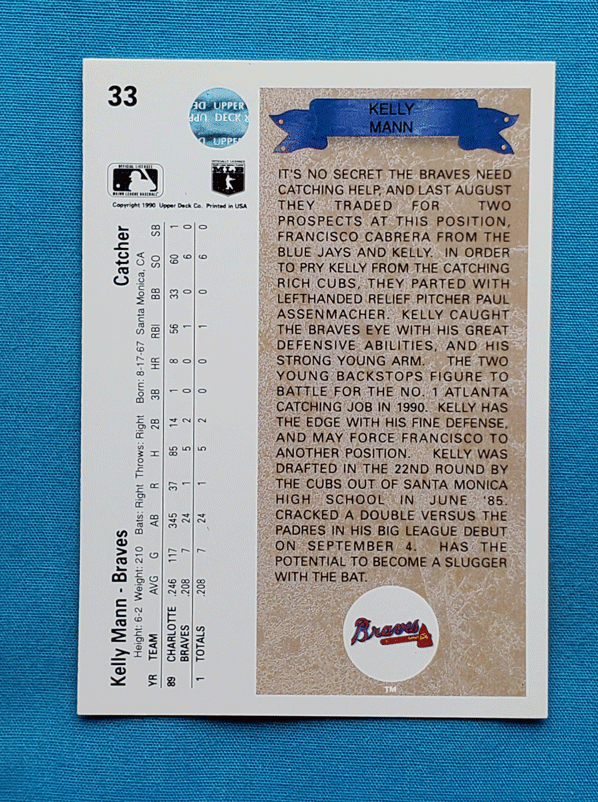 33
UPPER
DECK
UPPER
OFFICIAL LICENSEE
MAJOR LEAGUE BASEBALL
Copyright 1990 Upper Deck Co. Printed in USA
Kelly Mann - Braves Catcher
Height: 6-2 Weight: 210 Bats: Right Throws: Right Born: 8-17-67 Santa Monica, CA
YR TEAM AVG G AB R H 2B 3B HR RBI BB SO SB
89 CHARLOTTE .246 117 345 37 85 14 1 8 56 33 60 1
BRAVES .208 7 24 1 5 2 0 0 1 0 6 0
1 TOTALS .208 7 24 1 5 2 0 0 1 0 6 0
KELLY
MANN
IT'S NO SECRET THE BRAVES NEED
CATCHING HELP, AND LAST AUGUST
THEY TRADED FOR TWO
PROSPECTS AT THIS POSITION,
FRANCISCO CABRERA FROM THE
BLUE JAYS AND KELLY. IN ORDER
TO PRY KELLY FROM THE CATCHING
RICH CUBS, THEY PARTED WITH
LEFTHANDED RELIEF PITCHER PAUL
ASSENMACHER. KELLY CAUGHT
THE BRAVES EYE WITH HIS GREAT
DEFENSIVE ABILITIES, AND HIS
STRONG YOUNG ARM. THE TWO
YOUNG BACKSTOPS FIGURE TO
BATTLE FOR THE NO. 1 ATLANTA
CATCHING JOB IN 1990. KELLY HAS
THE EDGE WITH HIS FINE DEFENSE,
AND MAY FORCE FRANCISCO TO
ANOTHER POSITION. KELLY WAS
DRAFTED IN THE 22ND ROUND BY
THE CUBS OUT OF SANTA MONICA
HIGH SCHOOL IN JUNE '85.
CRACKED A DOUBLE VERSUS THE
PADRES IN HIS BIG LEAGUE DEBUT
ON SEPTEMBER 4. HAS THE
POTENTIAL TO BECOME A SLUGGER
WITH THE BAT.
Braves
TM